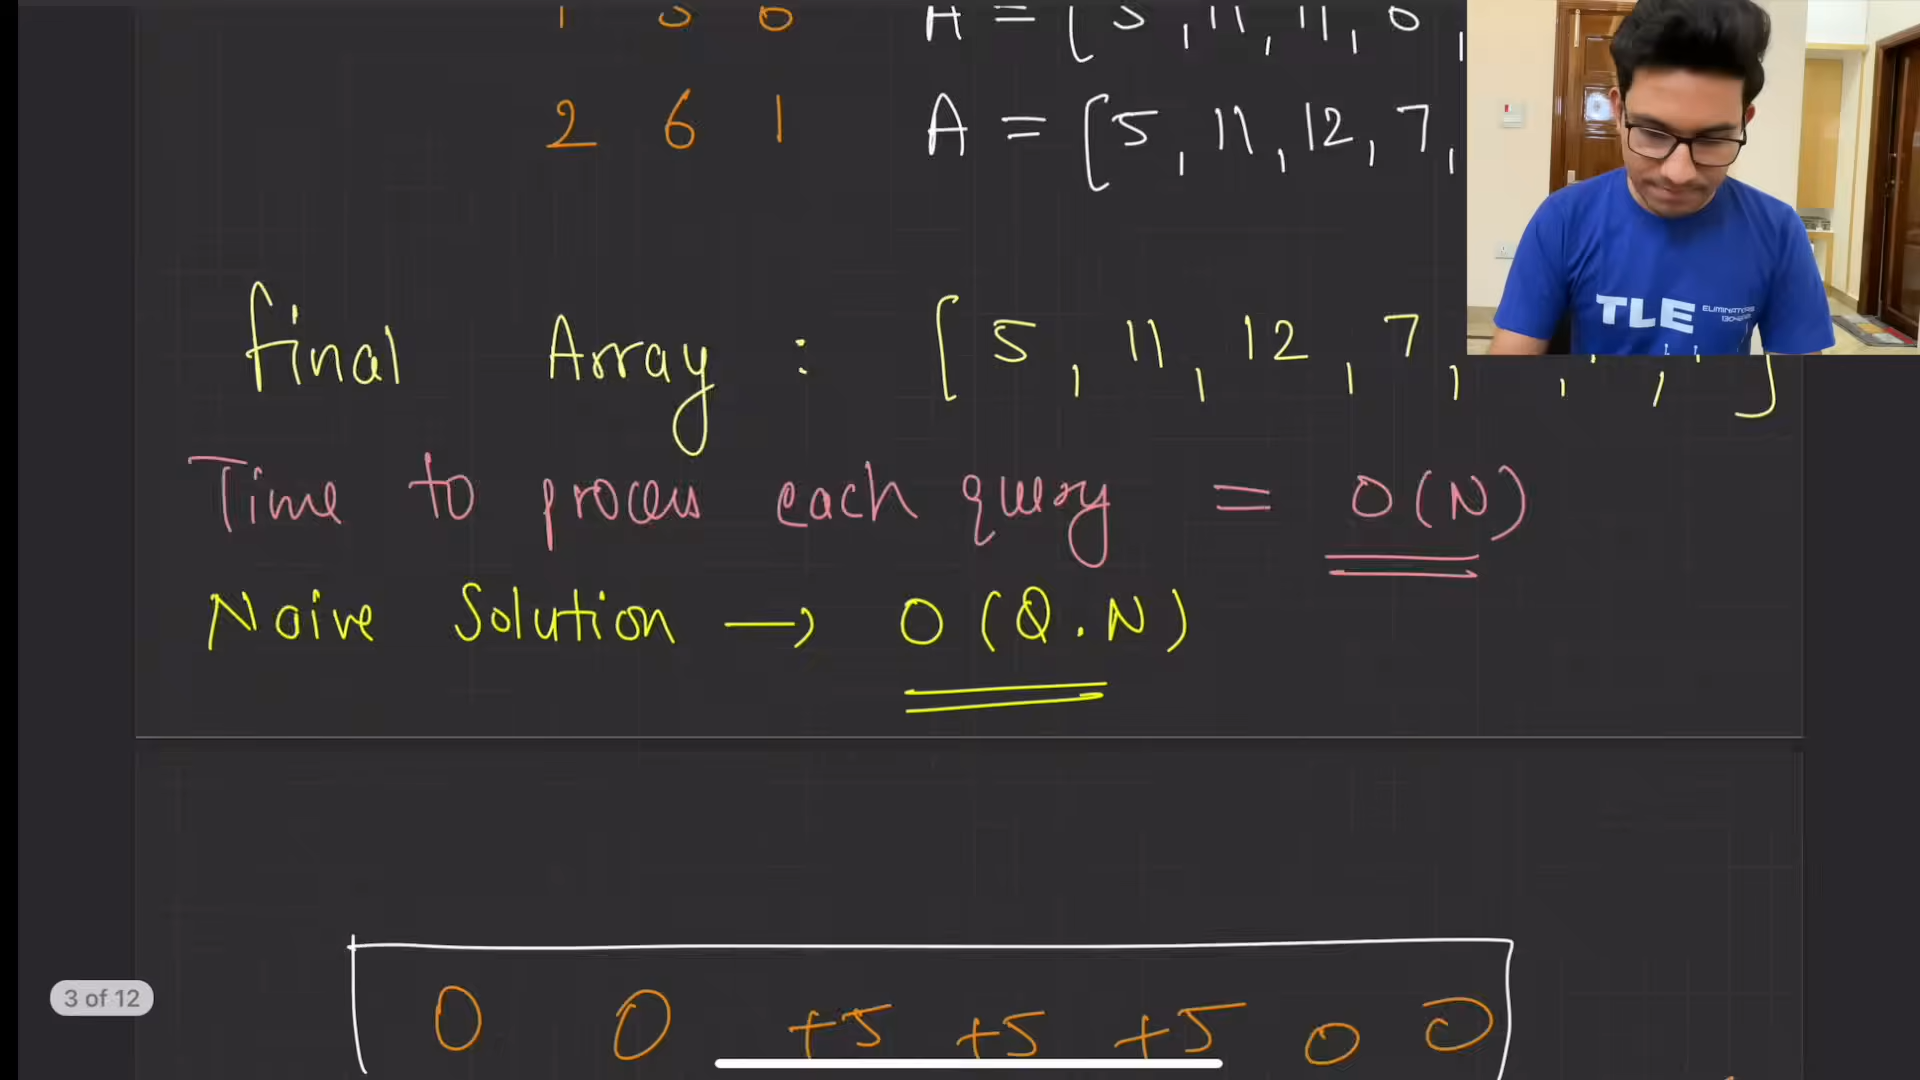 2 6 1 A = [5, 11, 12, 7,
TLE ELIMINATORS
final Array : [5, 11, 12, 7,
Time to process each query = O(N)
Naive Solution → O(Q.N)
3 of 12
0 0 +5 +5 +5 0 0